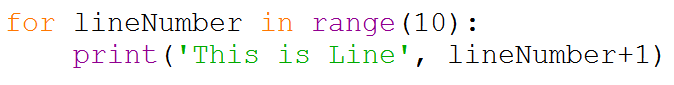 for lineNumber in range(10):
    print('This is Line', lineNumber+1)